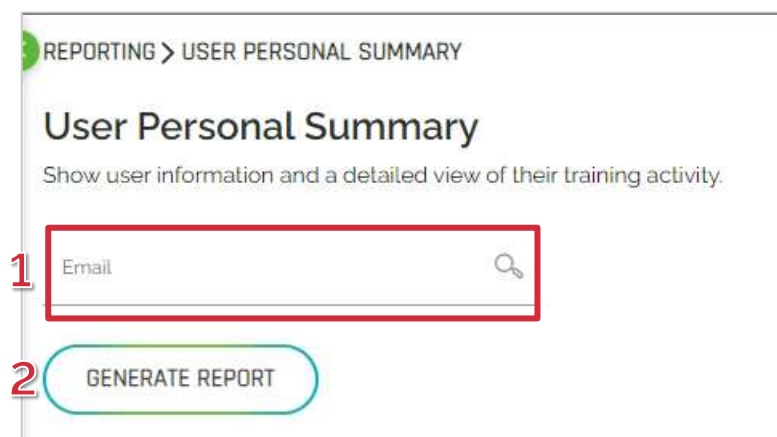 REPORTING > USER PERSONAL SUMMARY
User Personal Summary
Show user information and a detailed view of their training activity.
1
Email
2
GENERATE REPORT